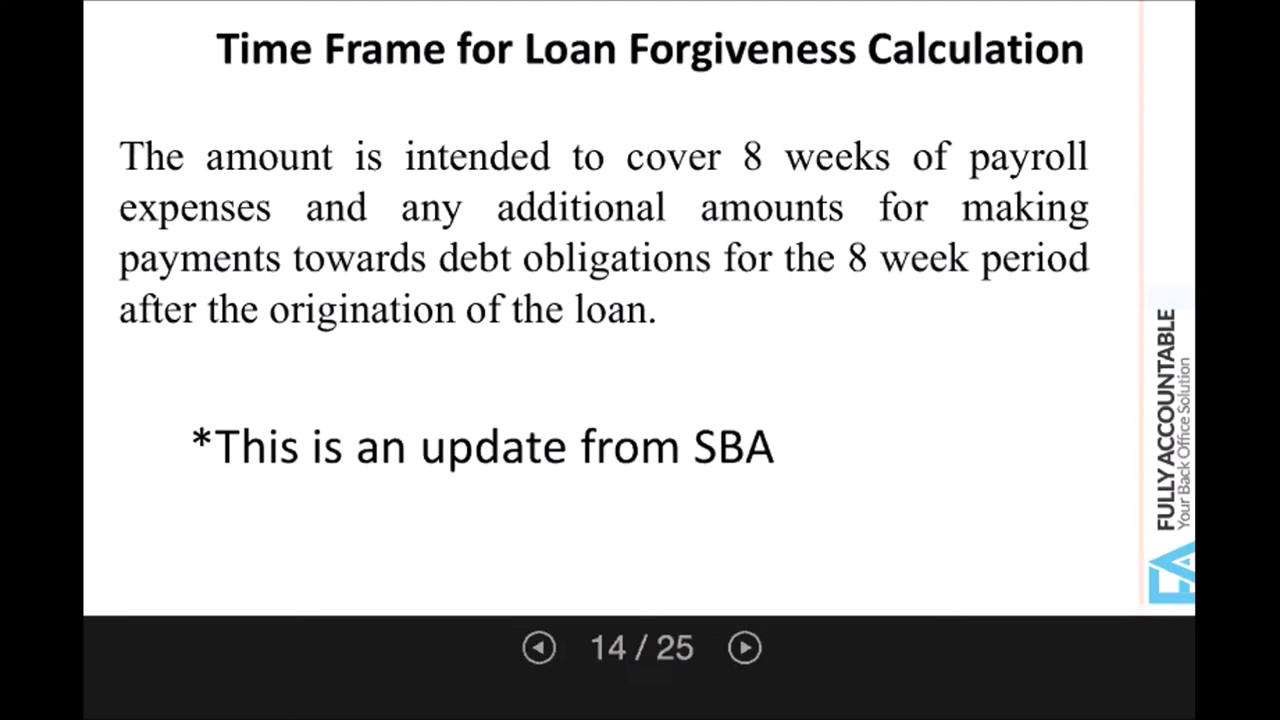 Time Frame for Loan Forgiveness Calculation
The amount is intended to cover 8 weeks of payroll
expenses and any additional amounts for making
payments towards debt obligations for the 8 week period
after the origination of the loan.
*This is an update from SBA
FULLY ACCOUNTABLE
Your Back Office Solution
FA
14 / 25